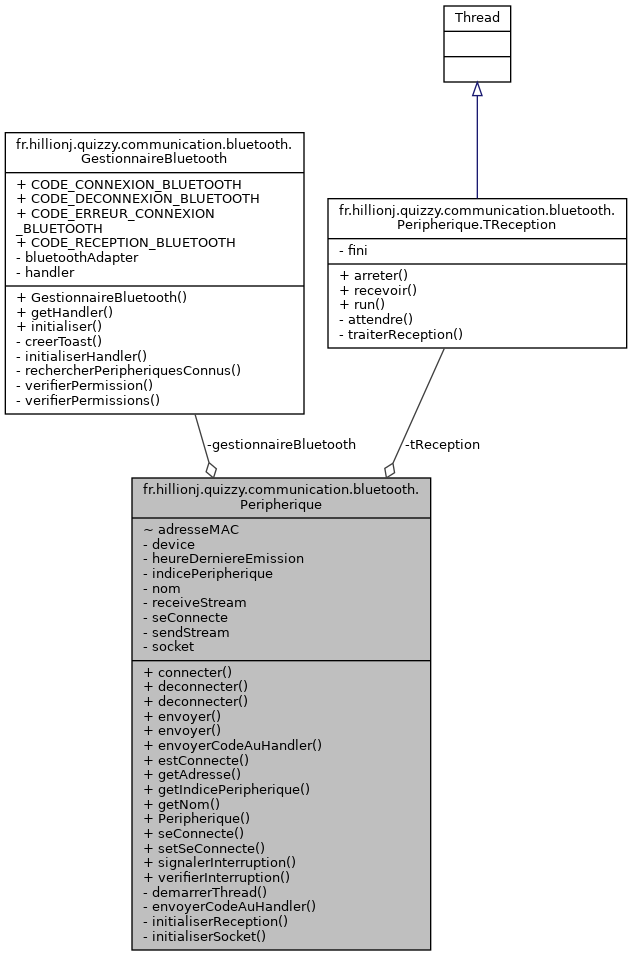 Thread
fr.hillionj.quizzy.communication.bluetooth.
GestionnaireBluetooth
+ CODE_CONNEXION_BLUETOOTH
+ CODE_DECONNEXION_BLUETOOTH
+ CODE_ERREUR_CONNEXION
_BLUETOOTH
+ CODE_RECEPTION_BLUETOOTH
- bluetoothAdapter
- handler
+ GestionnaireBluetooth()
+ getHandler()
+ initialiser()
- creerToast()
- initialiserHandler()
- rechercherPeripheriquesConnus()
- verifierPermission()
- verifierPermissions()
fr.hillionj.quizzy.communication.bluetooth.
Peripherique.TReception
- fini
+ arreter()
+ recevoir()
+ run()
- attendre()
- traiterReception()
-gestionnaireBluetooth
-tReception
fr.hillionj.quizzy.communication.bluetooth.
Peripherique
~ adresseMAC
- device
- heureDerniereEmission
- indicePeripherique
- nom
- receiveStream
- seConnecte
- sendStream
- socket
+ connecter()
+ deconnecter()
+ deconnecter()
+ envoyer()
+ envoyer()
+ envoyerCodeAuHandler()
+ estConnecte()
+ getAdresse()
+ getIndicePeripherique()
+ getNom()
+ Peripherique()
+ seConnecte()
+ setSeConnecte()
+ signalerInterruption()
+ verifierInterruption()
- demarrerThread()
- envoyerCodeAuHandler()
- initialiserReception()
- initialiserSocket()